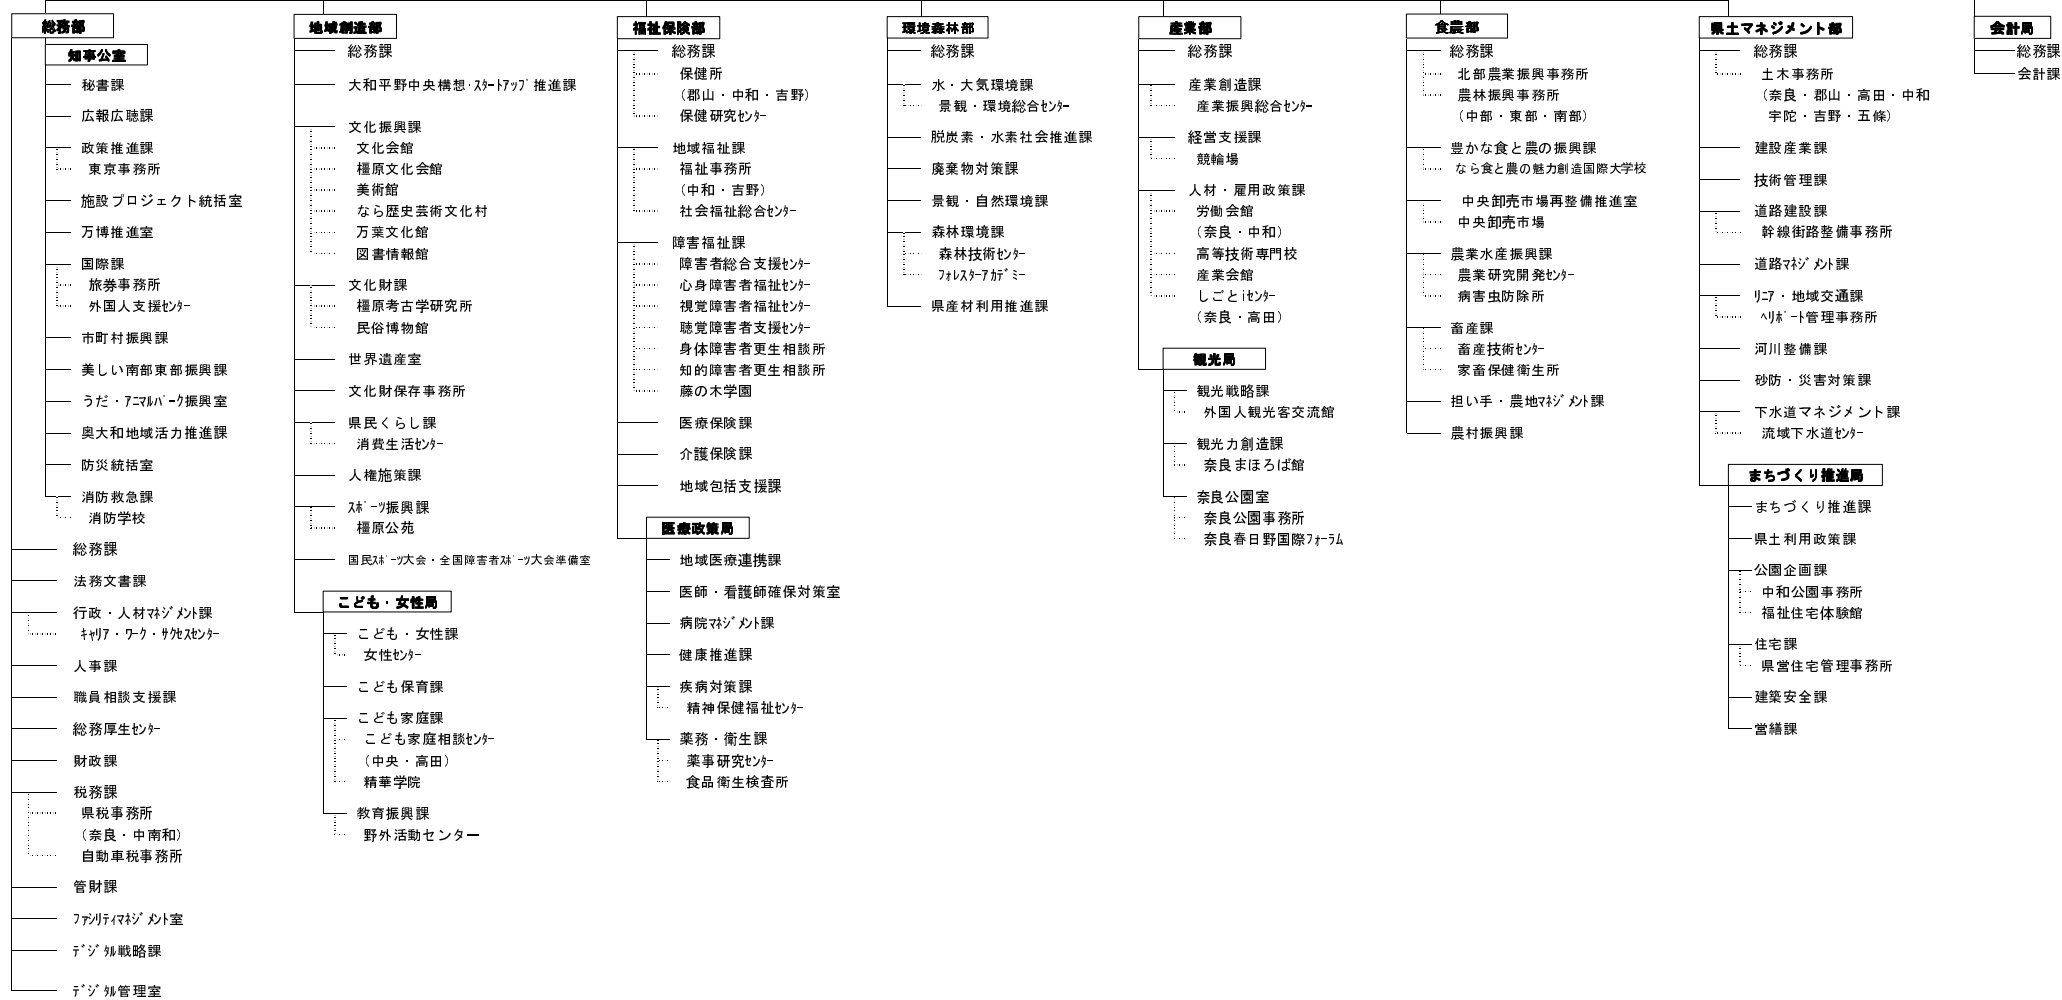 総務部
知事公室
秘書課
広報広聴課
政策推進課
東京事務所
施設プロジェクト統括室
万博推進室
国際課
旅券事務所
外国人支援ｾﾝﾀｰ
市町村振興課
美しい南部東部振興課
うだ・ｱﾆﾏﾙﾊﾟｰｸ振興室
奥大和地域活力推進課
防災統括室
消防救急課
消防学校
総務課
法務文書課
行政・人材ﾏﾈｼﾞﾒﾝﾄ課
ｷｬﾘｱ・ﾜｰｸ・ｻｸｾｽｾﾝﾀｰ
人事課
職員相談支援課
総務厚生ｾﾝﾀｰ
財政課
税務課
県税事務所
（奈良・中南和）
自動車税事務所
管財課
ﾌｧｼﾘﾃｨﾏﾈｼﾞﾒﾝﾄ室
ﾃﾞｼﾞﾀﾙ戦略課
ﾃﾞｼﾞﾀﾙ管理室
地域創造部
総務課
大和平野中央構想･ｽﾀｰﾄｱｯﾌﾟ推進課
文化振興課
文化会館
橿原文化会館
美術館
なら歴史芸術文化村
万葉文化館
図書情報館
文化財課
橿原考古学研究所
民俗博物館
世界遺産室
文化財保存事務所
県民くらし課
消費生活ｾﾝﾀｰ
人権施策課
ｽﾎﾟｰﾂ振興課
橿原公苑
国民ｽﾎﾟｰﾂ大会・全国障害者ｽﾎﾟｰﾂ大会準備室
こども・女性局
こども・女性課
女性ｾﾝﾀｰ
こども保育課
こども家庭課
こども家庭相談ｾﾝﾀｰ
（中央・高田）
精華学院
教育振興課
野外活動センター
福祉保険部
総務課
保健所
（郡山・中和・吉野）
保健研究ｾﾝﾀｰ
地域福祉課
福祉事務所
（中和・吉野）
社会福祉総合ｾﾝﾀｰ
障害福祉課
障害者総合支援ｾﾝﾀｰ
心身障害者福祉ｾﾝﾀｰ
視覚障害者福祉ｾﾝﾀｰ
聴覚障害者支援ｾﾝﾀｰ
身体障害者更生相談所
知的障害者更生相談所
藤の木学園
医療保険課
介護保険課
地域包括支援課
医療政策局
地域医療連携課
医師・看護師確保対策室
病院ﾏﾈｼﾞﾒﾝﾄ課
健康推進課
疾病対策課
精神保健福祉ｾﾝﾀｰ
薬務・衛生課
薬事研究ｾﾝﾀｰ
食品衛生検査所
環境森林部
総務課
水・大気環境課
景観・環境総合ｾﾝﾀｰ
脱炭素・水素社会推進課
廃棄物対策課
景観・自然環境課
森林環境課
森林技術ｾﾝﾀｰ
ﾌｫﾚｽﾀｰｱｶﾃﾞﾐｰ
県産材利用推進課
産業部
総務課
産業創造課
産業振興総合ｾﾝﾀｰ
経営支援課
競輪場
人材・雇用政策課
労働会館
（奈良・中和）
高等技術専門校
産業会館
しごとiｾﾝﾀｰ
（奈良・高田）
観光局
観光戦略課
外国人観光客交流館
観光力創造課
奈良まほろば館
奈良公園室
奈良公園事務所
奈良春日野国際ﾌｫｰﾗﾑ
食農部
総務課
北部農業振興事務所
農林振興事務所
（中部・東部・南部）
豊かな食と農の振興課
なら食と農の魅力創造国際大学校
中央卸売市場再整備推進室
中央卸売市場
農業水産振興課
農業研究開発ｾﾝﾀｰ
病害虫防除所
畜産課
畜産技術ｾﾝﾀｰ
家畜保健衛生所
担い手・農地ﾏﾈｼﾞﾒﾝﾄ課
農村振興課
県土マネジメント部
総務課
土木事務所
（奈良・郡山・高田・中和
宇陀・吉野・五條）
建設産業課
技術管理課
道路建設課
幹線街路整備事務所
道路ﾏﾈｼﾞﾒﾝﾄ課
ﾘﾆｱ・地域交通課
ﾍﾘﾎﾟｰﾄ管理事務所
河川整備課
砂防・災害対策課
下水道マネジメント課
流域下水道ｾﾝﾀｰ
まちづくり推進局
まちづくり推進課
県土利用政策課
公園企画課
中和公園事務所
福祉住宅体験館
住宅課
県営住宅管理事務所
建築安全課
営繕課
会計局
総務課
会計課